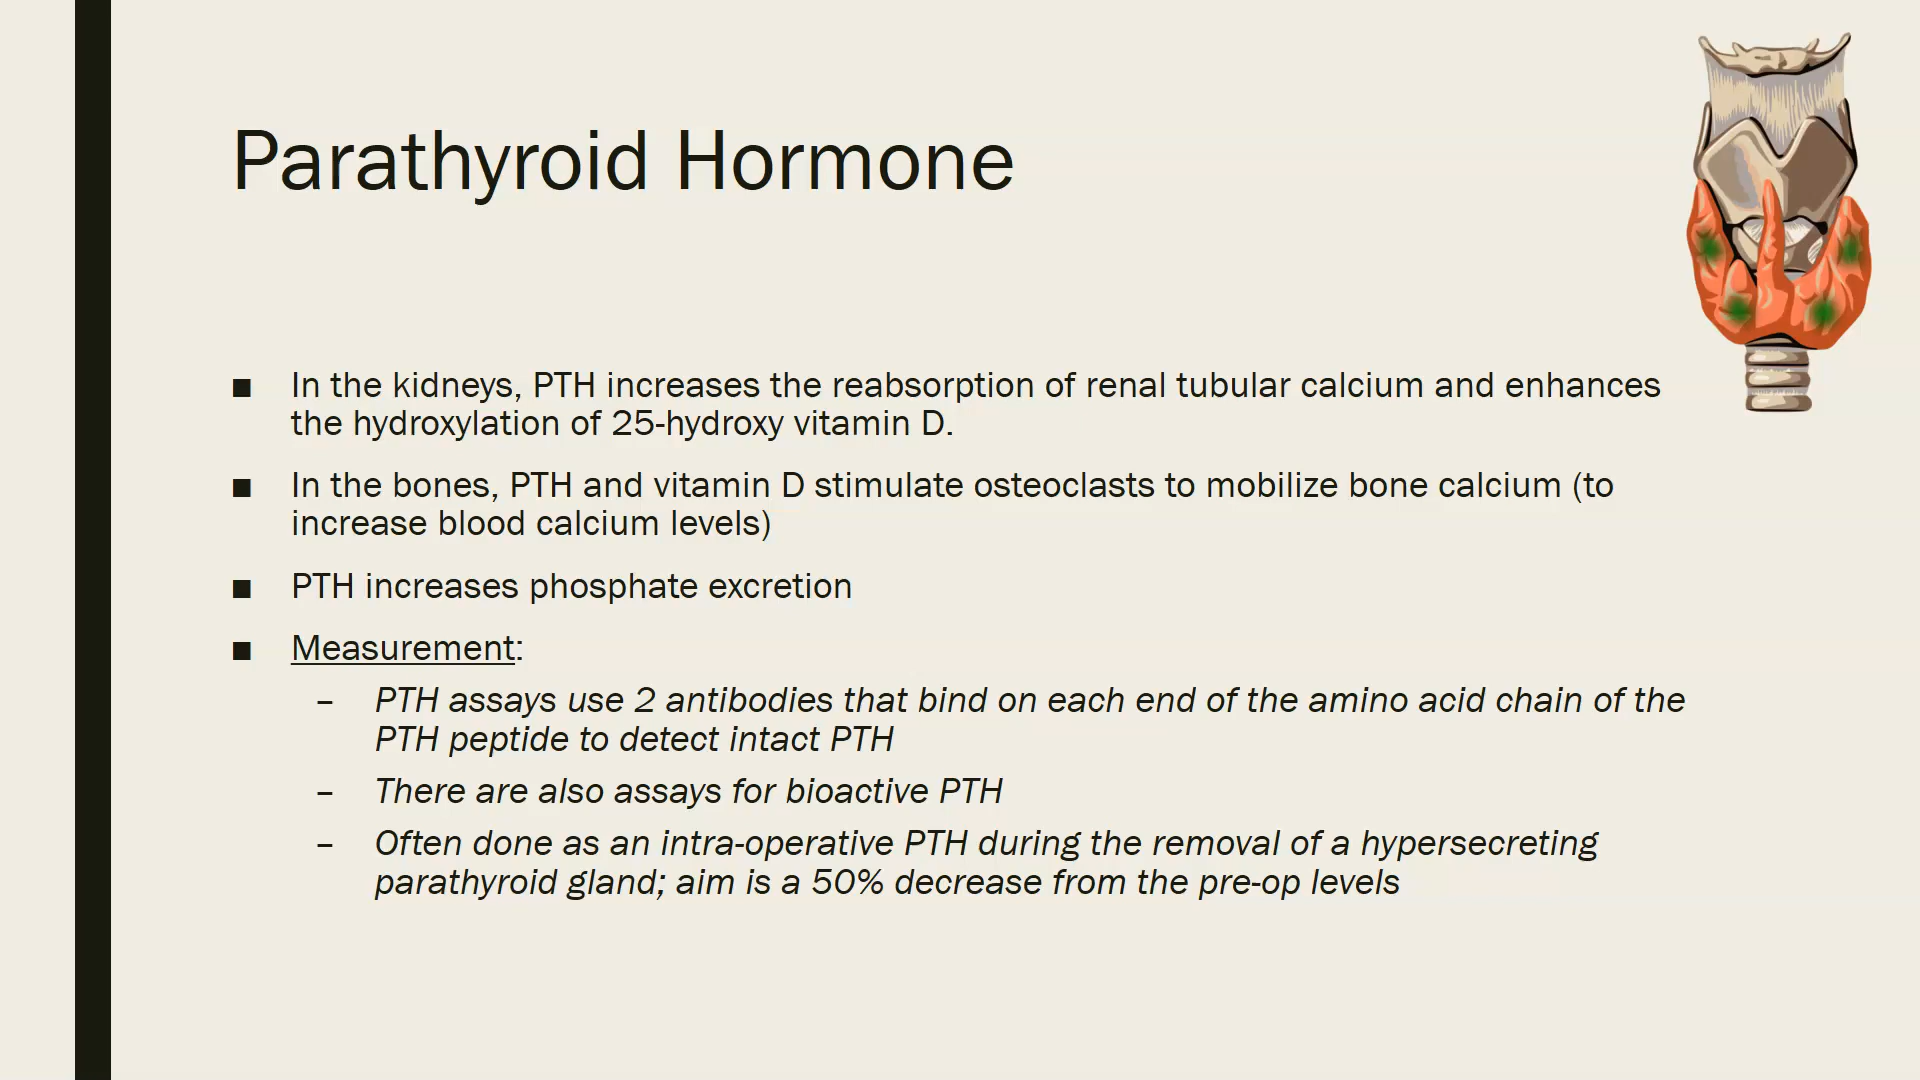 Parathyroid Hormone
■ In the kidneys, PTH increases the reabsorption of renal tubular calcium and enhances
the hydroxylation of 25-hydroxy vitamin D.
■ In the bones, PTH and vitamin D stimulate osteoclasts to mobilize bone calcium (to
increase blood calcium levels)
■ PTH increases phosphate excretion
■ Measurement:
– PTH assays use 2 antibodies that bind on each end of the amino acid chain of the
PTH peptide to detect intact PTH
– There are also assays for bioactive PTH
– Often done as an intra-operative PTH during the removal of a hypersecreting
parathyroid gland; aim is a 50% decrease from the pre-op levels